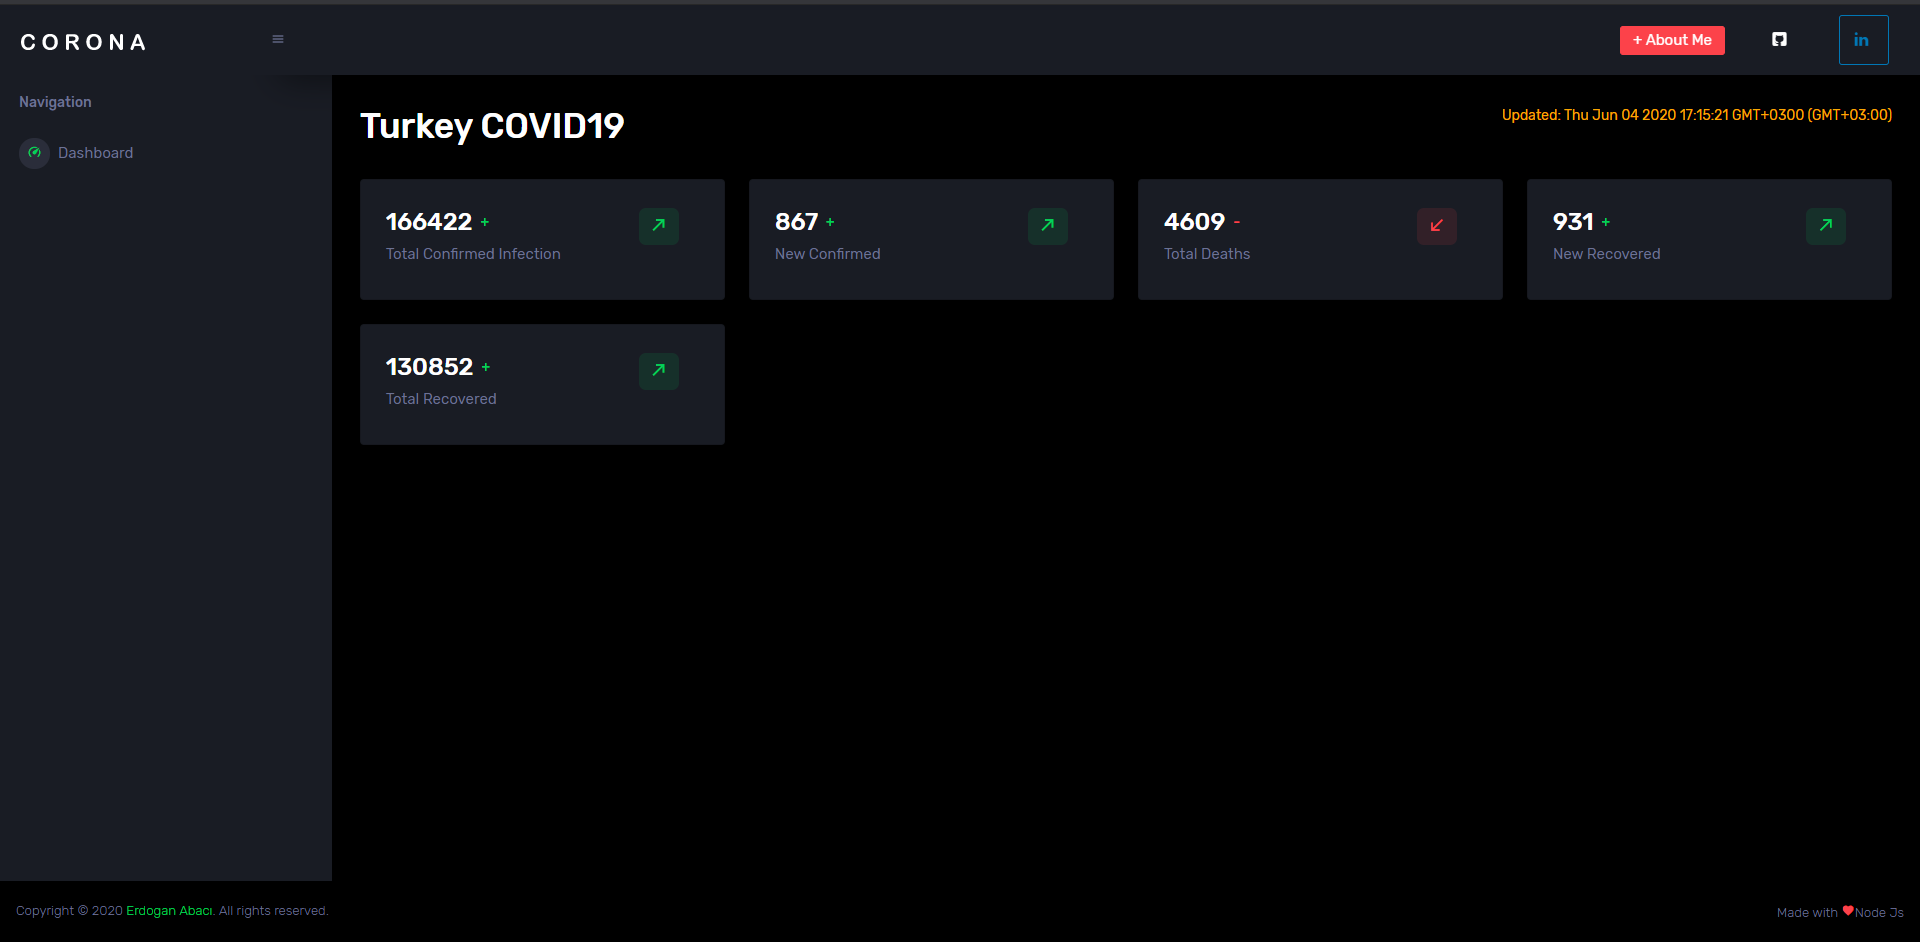 CORONA
+ About Me
in
Navigation
Dashboard
Turkey COVID19
Updated: Thu Jun 04 2020 17:15:21 GMT+0300 (GMT+03:00)
166422 +
Total Confirmed Infection
867 +
New Confirmed
4609 -
Total Deaths
931 +
New Recovered
130852 +
Total Recovered
Copyright © 2020 Erdogan Abacı. All rights reserved.
Made with ❤Node Js